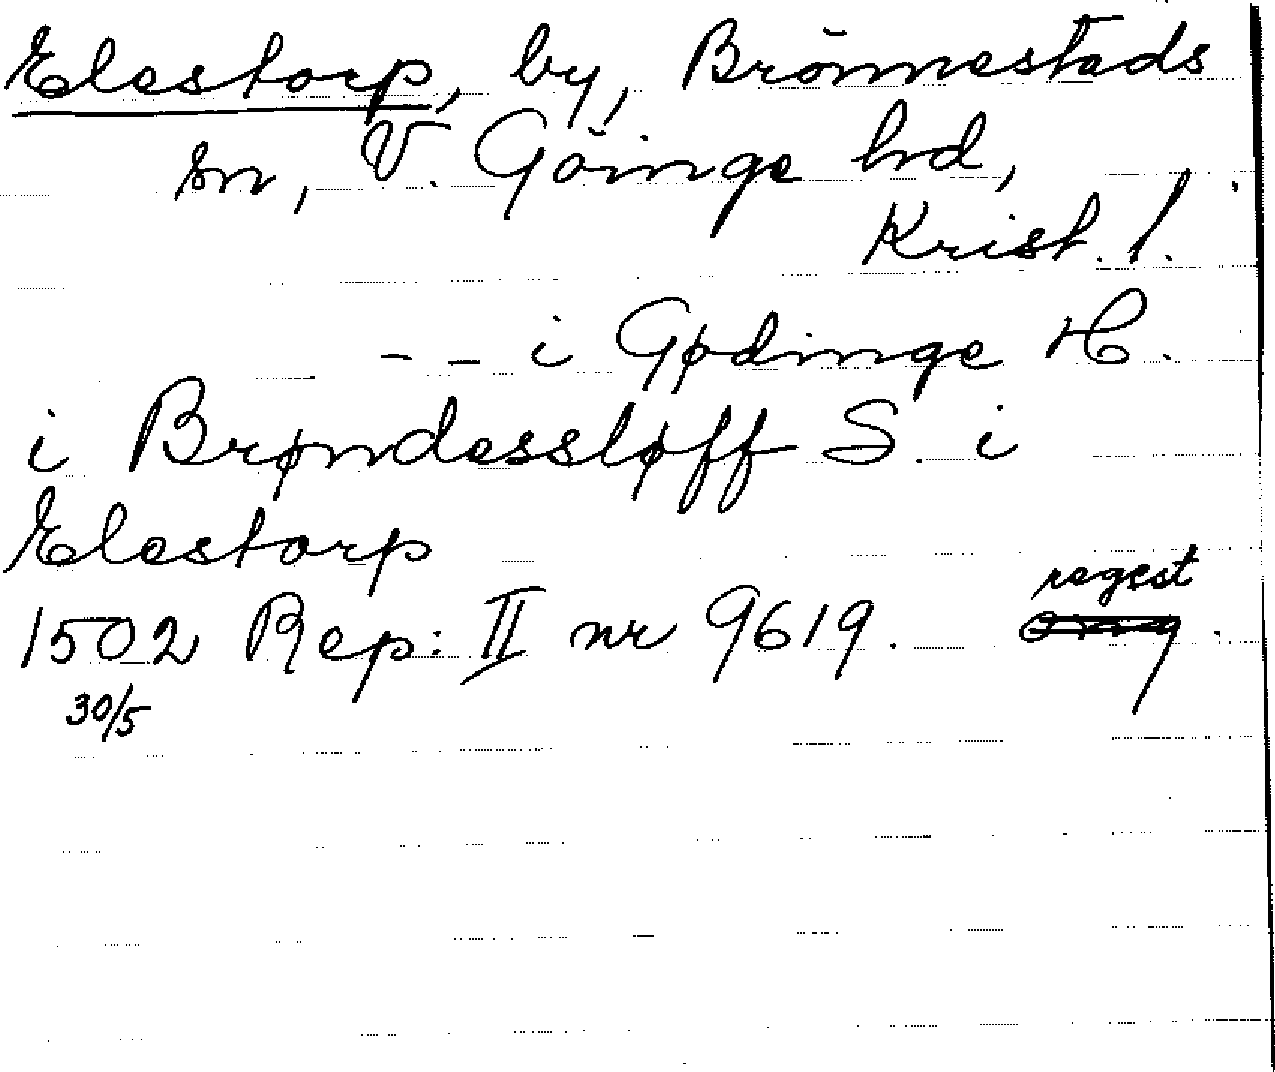 Elestorp, by, Brönnestads
sn, V. Göinge hd,
Krist. l.
- - i Gødinge H.
i Brøndessløff S. i
Elestorp
regest
1502 Rep: II nr 9619.
30/5